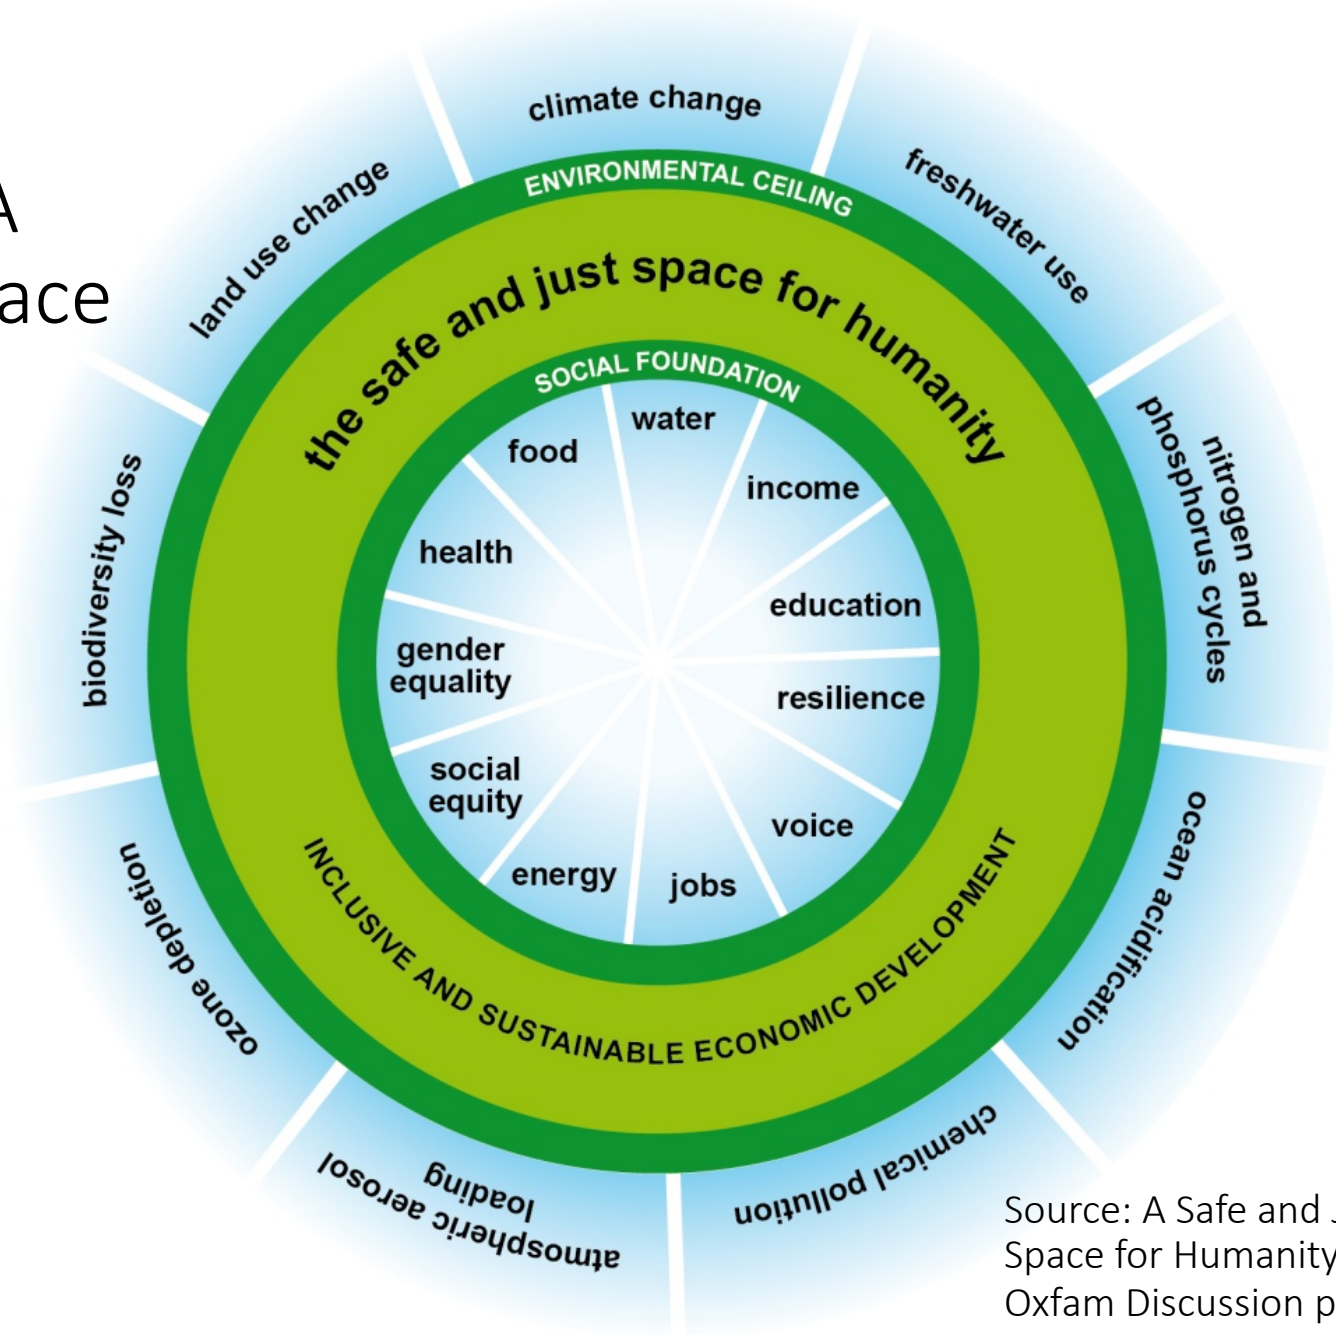 A
ace
climate change
freshwater use
nitrogen and
phosphorus cycles
ocean acidification
chemical pollution
atmospheric aerosol
loading
ozone depletion
biodiversity loss
land use change
ENVIRONMENTAL CEILING
the safe and just space for humanity
SOCIAL FOUNDATION
water
income
education
resilience
voice
jobs
energy
social
equity
gender
equality
health
food
INCLUSIVE AND SUSTAINABLE ECONOMIC DEVELOPMENT
Source: A Safe and
Space for Humanity
Oxfam Discussion p